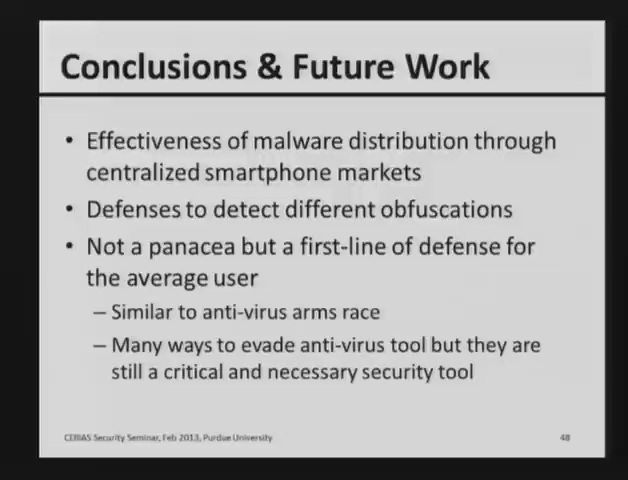 Conclusions & Future Work
• Effectiveness of malware distribution through
centralized smartphone markets
• Defenses to detect different obfuscations
• Not a panacea but a first-line of defense for
the average user
– Similar to anti-virus arms race
– Many ways to evade anti-virus tool but they are
still a critical and necessary security tool
CERIAS Security Seminar, Feb 2013, Purdue University
48